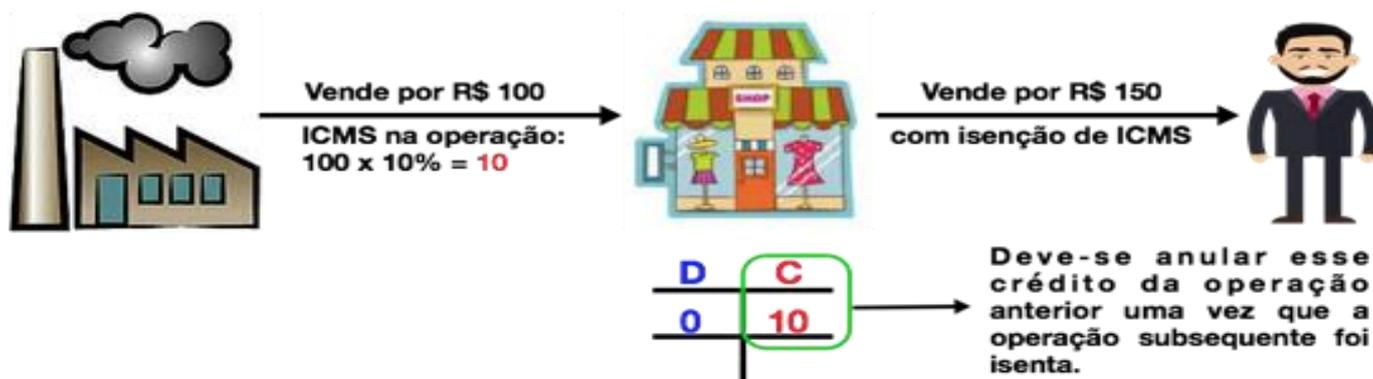 Vende por R$ 100
ICMS na operação:
100 x 10% = 10
SHOP
Vende por R$ 150
com isenção de ICMS
D C
0 10
Deve-se anular esse
crédito da operação
anterior uma vez que a
operação subsequente foi
isenta.